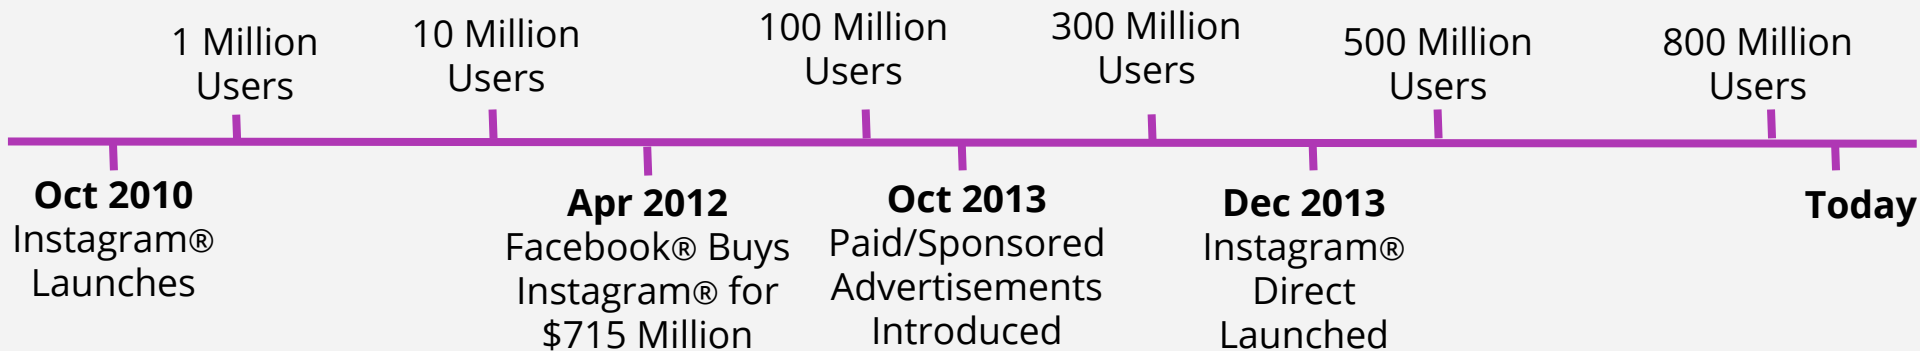 1 Million
Users
10 Million
Users
100 Million
Users
300 Million
Users
500 Million
Users
800 Million
Users
Oct 2010
Instagram®
Launches
Apr 2012
Facebook® Buys
Instagram® for
$715 Million
Oct 2013
Paid/Sponsored
Advertisements
Introduced
Dec 2013
Instagram®
Direct
Launched
Today